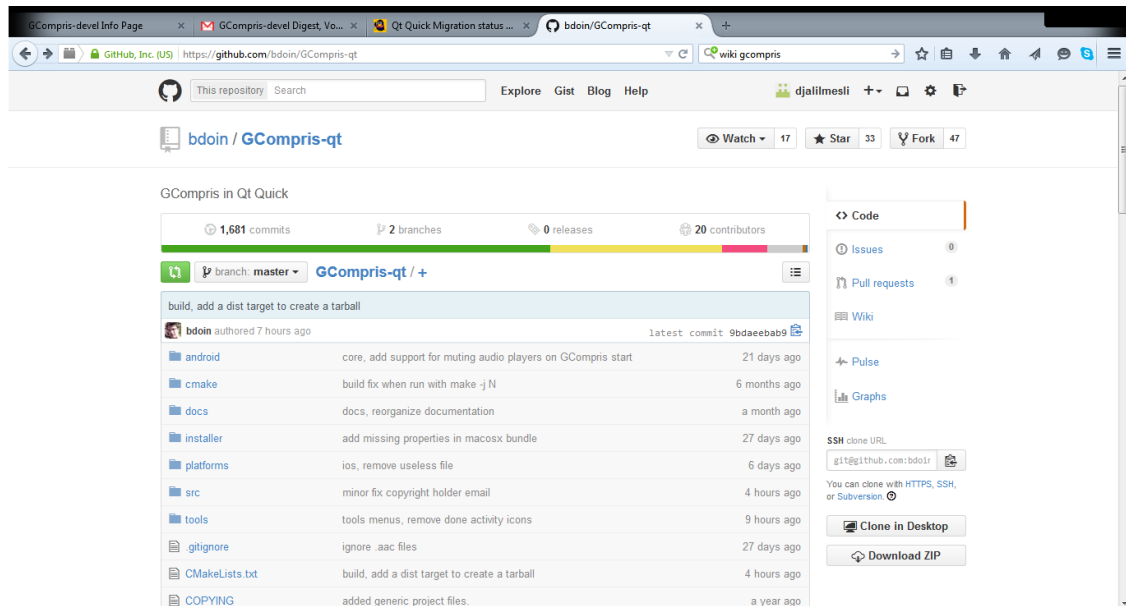 GCompris-devel Info Page × GCompris-devel Digest, Vo... × Qt Quick Migration status ... × bdoin/GCompris-qt × +
GitHub, Inc. (US) https://github.com/bdoin/GCompris-qt wiki gcompris
This repository Search Explore Gist Blog Help djalilmesli
bdoin / GCompris-qt Watch 17 Star 33 Fork 47
GCompris in Qt Quick
1,681 commits 2 branches 0 releases 20 contributors
branch: master GCompris-qt / +
build, add a dist target to create a tarball
bdoin authored 7 hours ago latest commit 9bdaeebab9
android core, add support for muting audio players on GCompris start 21 days ago
cmake build fix when run with make -j N 6 months ago
docs docs, reorganize documentation a month ago
installer add missing properties in macosx bundle 27 days ago
platforms ios, remove useless file 6 days ago
src minor fix copyright holder email 4 hours ago
tools tools menus, remove done activity icons 9 hours ago
.gitignore ignore .aac files 27 days ago
CMakeLists.txt build, add a dist target to create a tarball 4 hours ago
COPYING added generic project files. a year ago
Code
Issues 0
Pull requests 1
Wiki
Pulse
Graphs
SSH clone URL
git@github.com:bdoir
You can clone with HTTPS, SSH,
or Subversion.
Clone in Desktop
Download ZIP